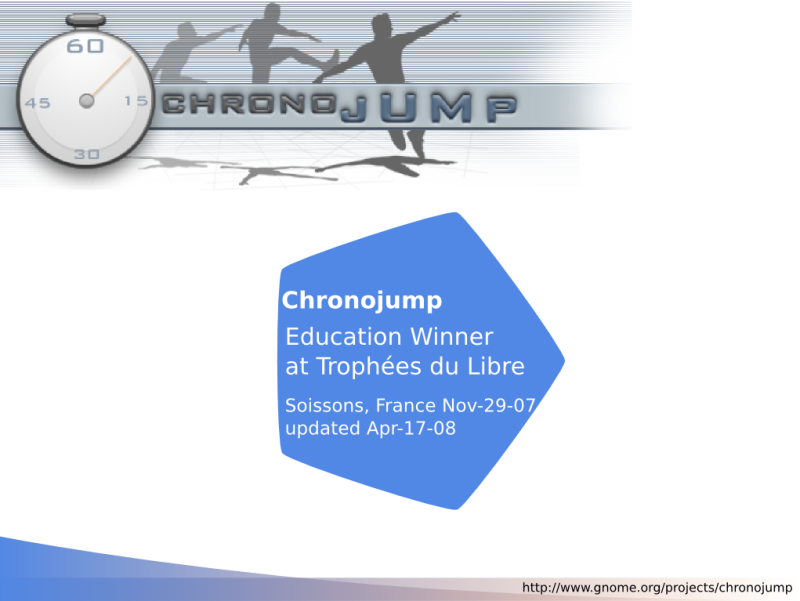 60
45
15
30
CHRONOJUMP
Chronojump
Education Winner
at Trophées du Libre
Soissons, France Nov-29-07
updated Apr-17-08
http://www.gnome.org/projects/chronojump